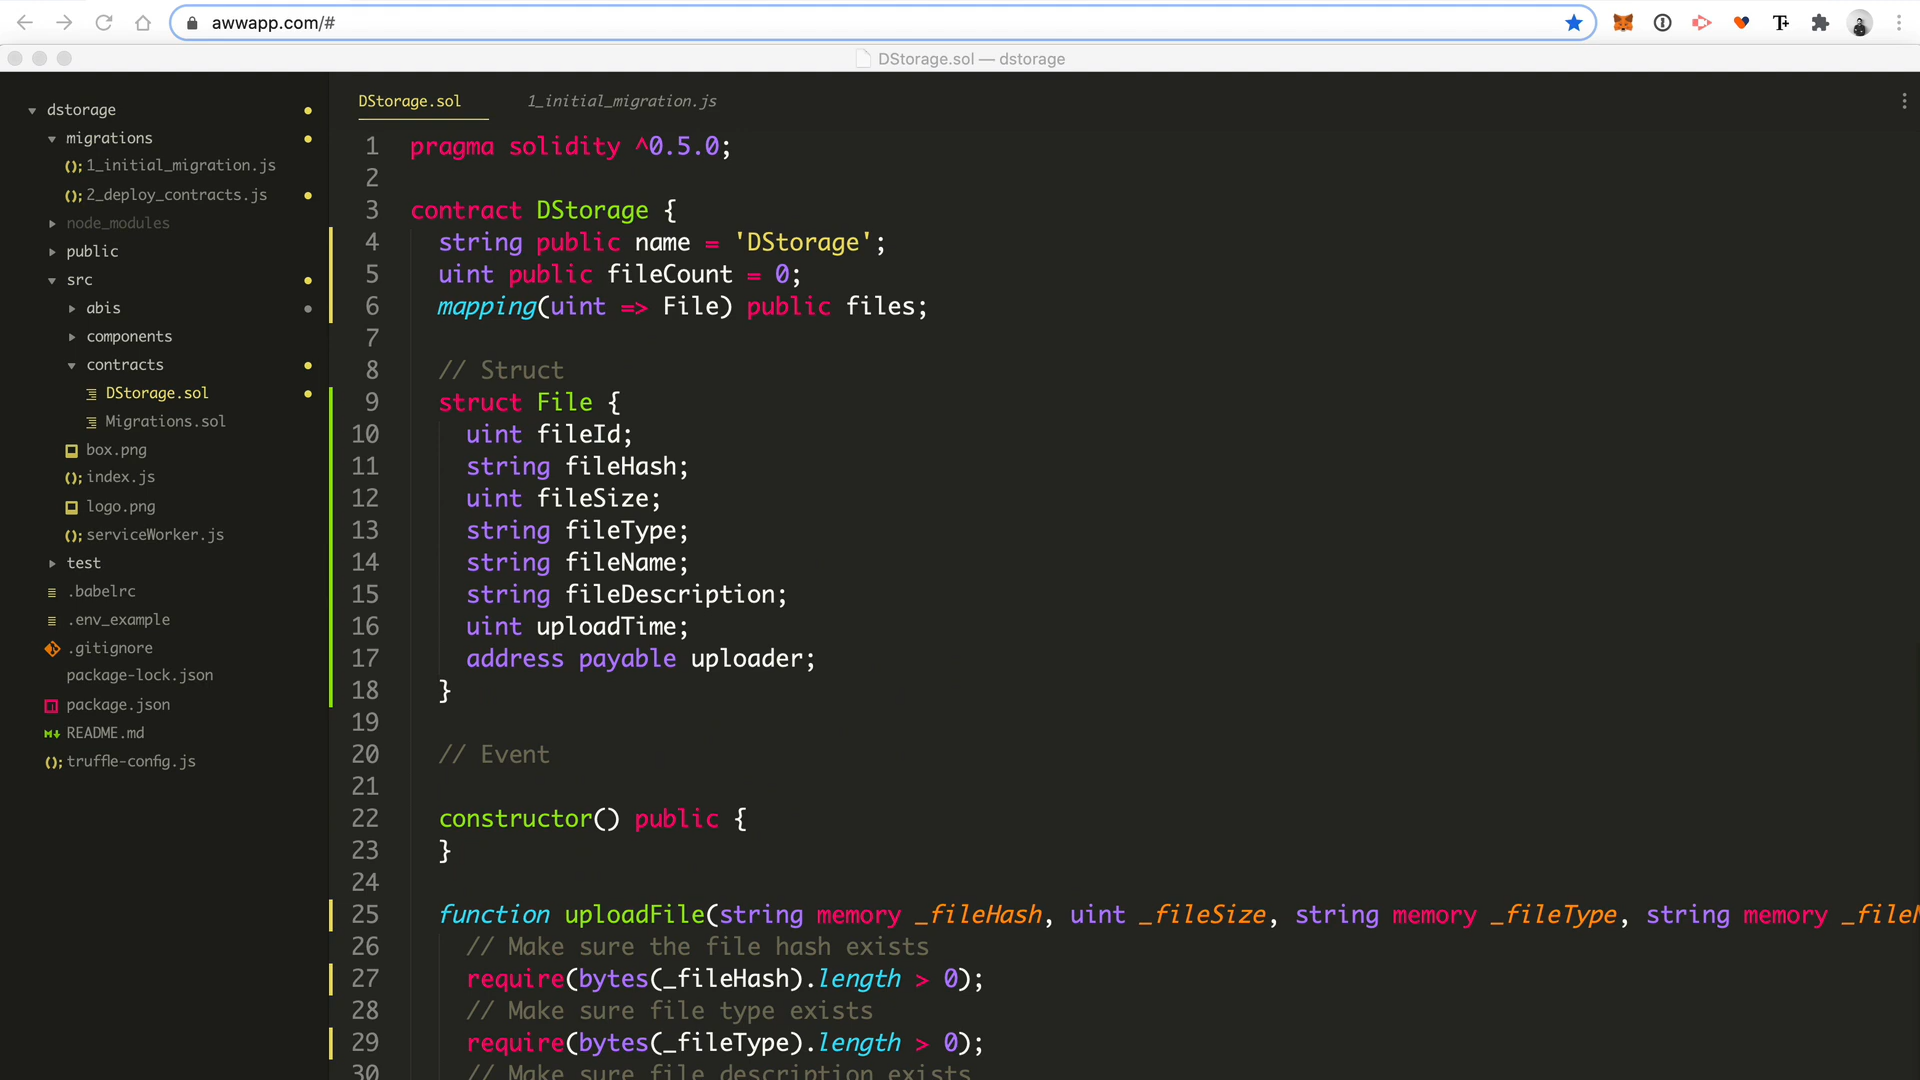 awwapp.com/#
DStorage.sol — dstorage
dstorage
migrations
(); 1_initial_migration.js
(); 2_deploy_contracts.js
node_modules
public
src
abis
components
contracts
DStorage.sol
Migrations.sol
box.png
(); index.js
logo.png
(); serviceWorker.js
test
.babelrc
.env_example
.gitignore
package-lock.json
package.json
README.md
(); truffle-config.js
DStorage.sol 1_initial_migration.js
1 pragma solidity ^0.5.0;
2
3 contract DStorage {
4 string public name = 'DStorage';
5 uint public fileCount = 0;
6 mapping(uint => File) public files;
7
8 // Struct
9 struct File {
10 uint fileId;
11 string fileHash;
12 uint fileSize;
13 string fileType;
14 string fileName;
15 string fileDescription;
16 uint uploadTime;
17 address payable uploader;
18 }
19
20 // Event
21
22 constructor() public {
23 }
24
25 function uploadFile(string memory _fileHash, uint _fileSize, string memory _fileType, string memory
26 // Make sure the file hash exists
27 require(bytes(_fileHash).length > 0);
28 // Make sure file type exists
29 require(bytes(_fileType).length > 0);
30 // Make sure file description exists